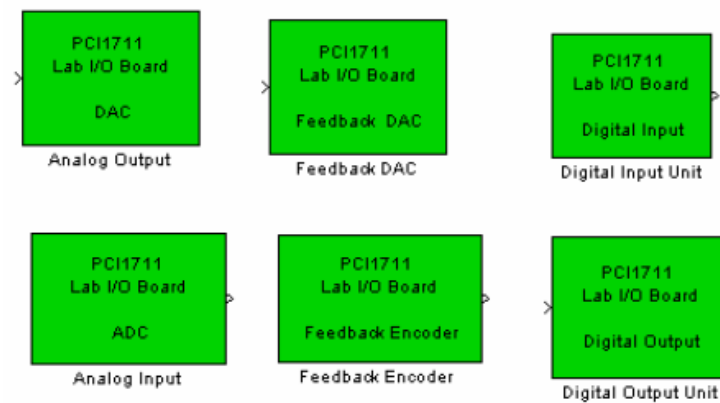 PCI1711
Lab I/O Board
DAC
Analog Output
PCI1711
Lab I/O Board
Feedback DAC
Feedback DAC
PCI1711
Lab I/O Board
Digital Input
Digital Input Unit
PCI1711
Lab I/O Board
ADC
Analog Input
PCI1711
Lab I/O Board
Feedback Encoder
Feedback Encoder
PCI1711
Lab I/O Board
Digital Output
Digital Output Unit